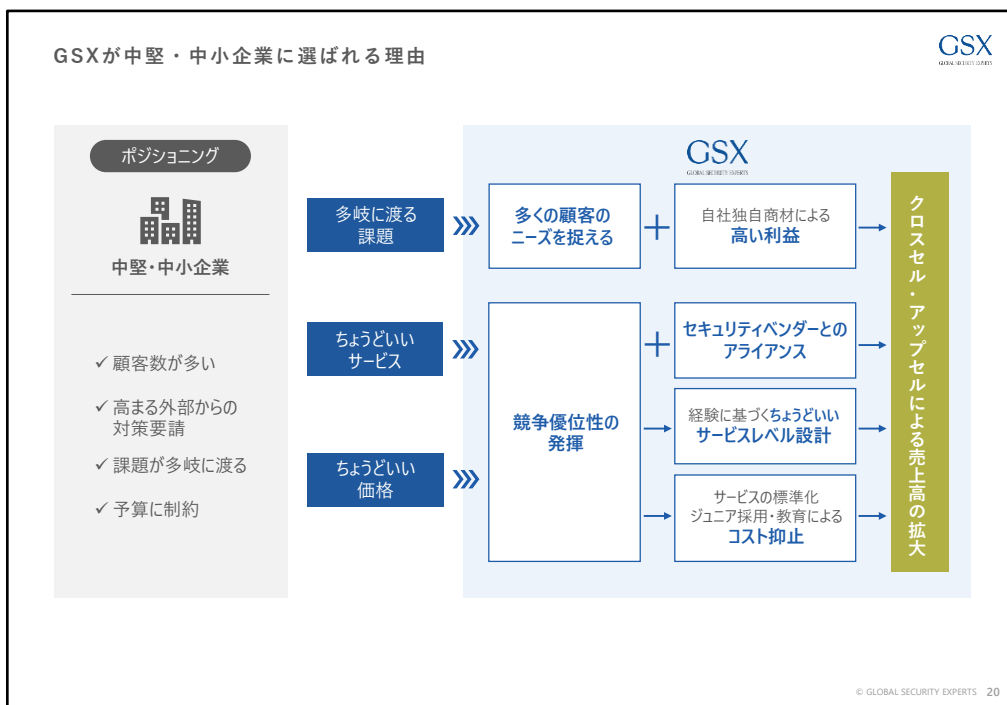 GSXが中堅・中小企業に選ばれる理由
GSX
GLOBAL SECURITY EXPERTS
ポジショニング
中堅・中小企業
✓ 顧客数が多い
✓ 高まる外部からの
対策要請
✓ 課題が多岐に渡る
✓ 予算に制約
多岐に渡る
課題
ちょうどいい
サービス
ちょうどいい
価格
GSX
GLOBAL SECURITY EXPERTS
多くの顧客の
ニーズを捉える
+
自社独自商材による
高い利益
競争優位性の
発揮
+
セキュリティベンダーとの
アライアンス
経験に基づくちょうどいい
サービスレベル設計
サービスの標準化
ジュニア採用・教育による
コスト抑止
クロスセル・アップセルによる売上高の拡大
© GLOBAL SECURITY EXPERTS 20